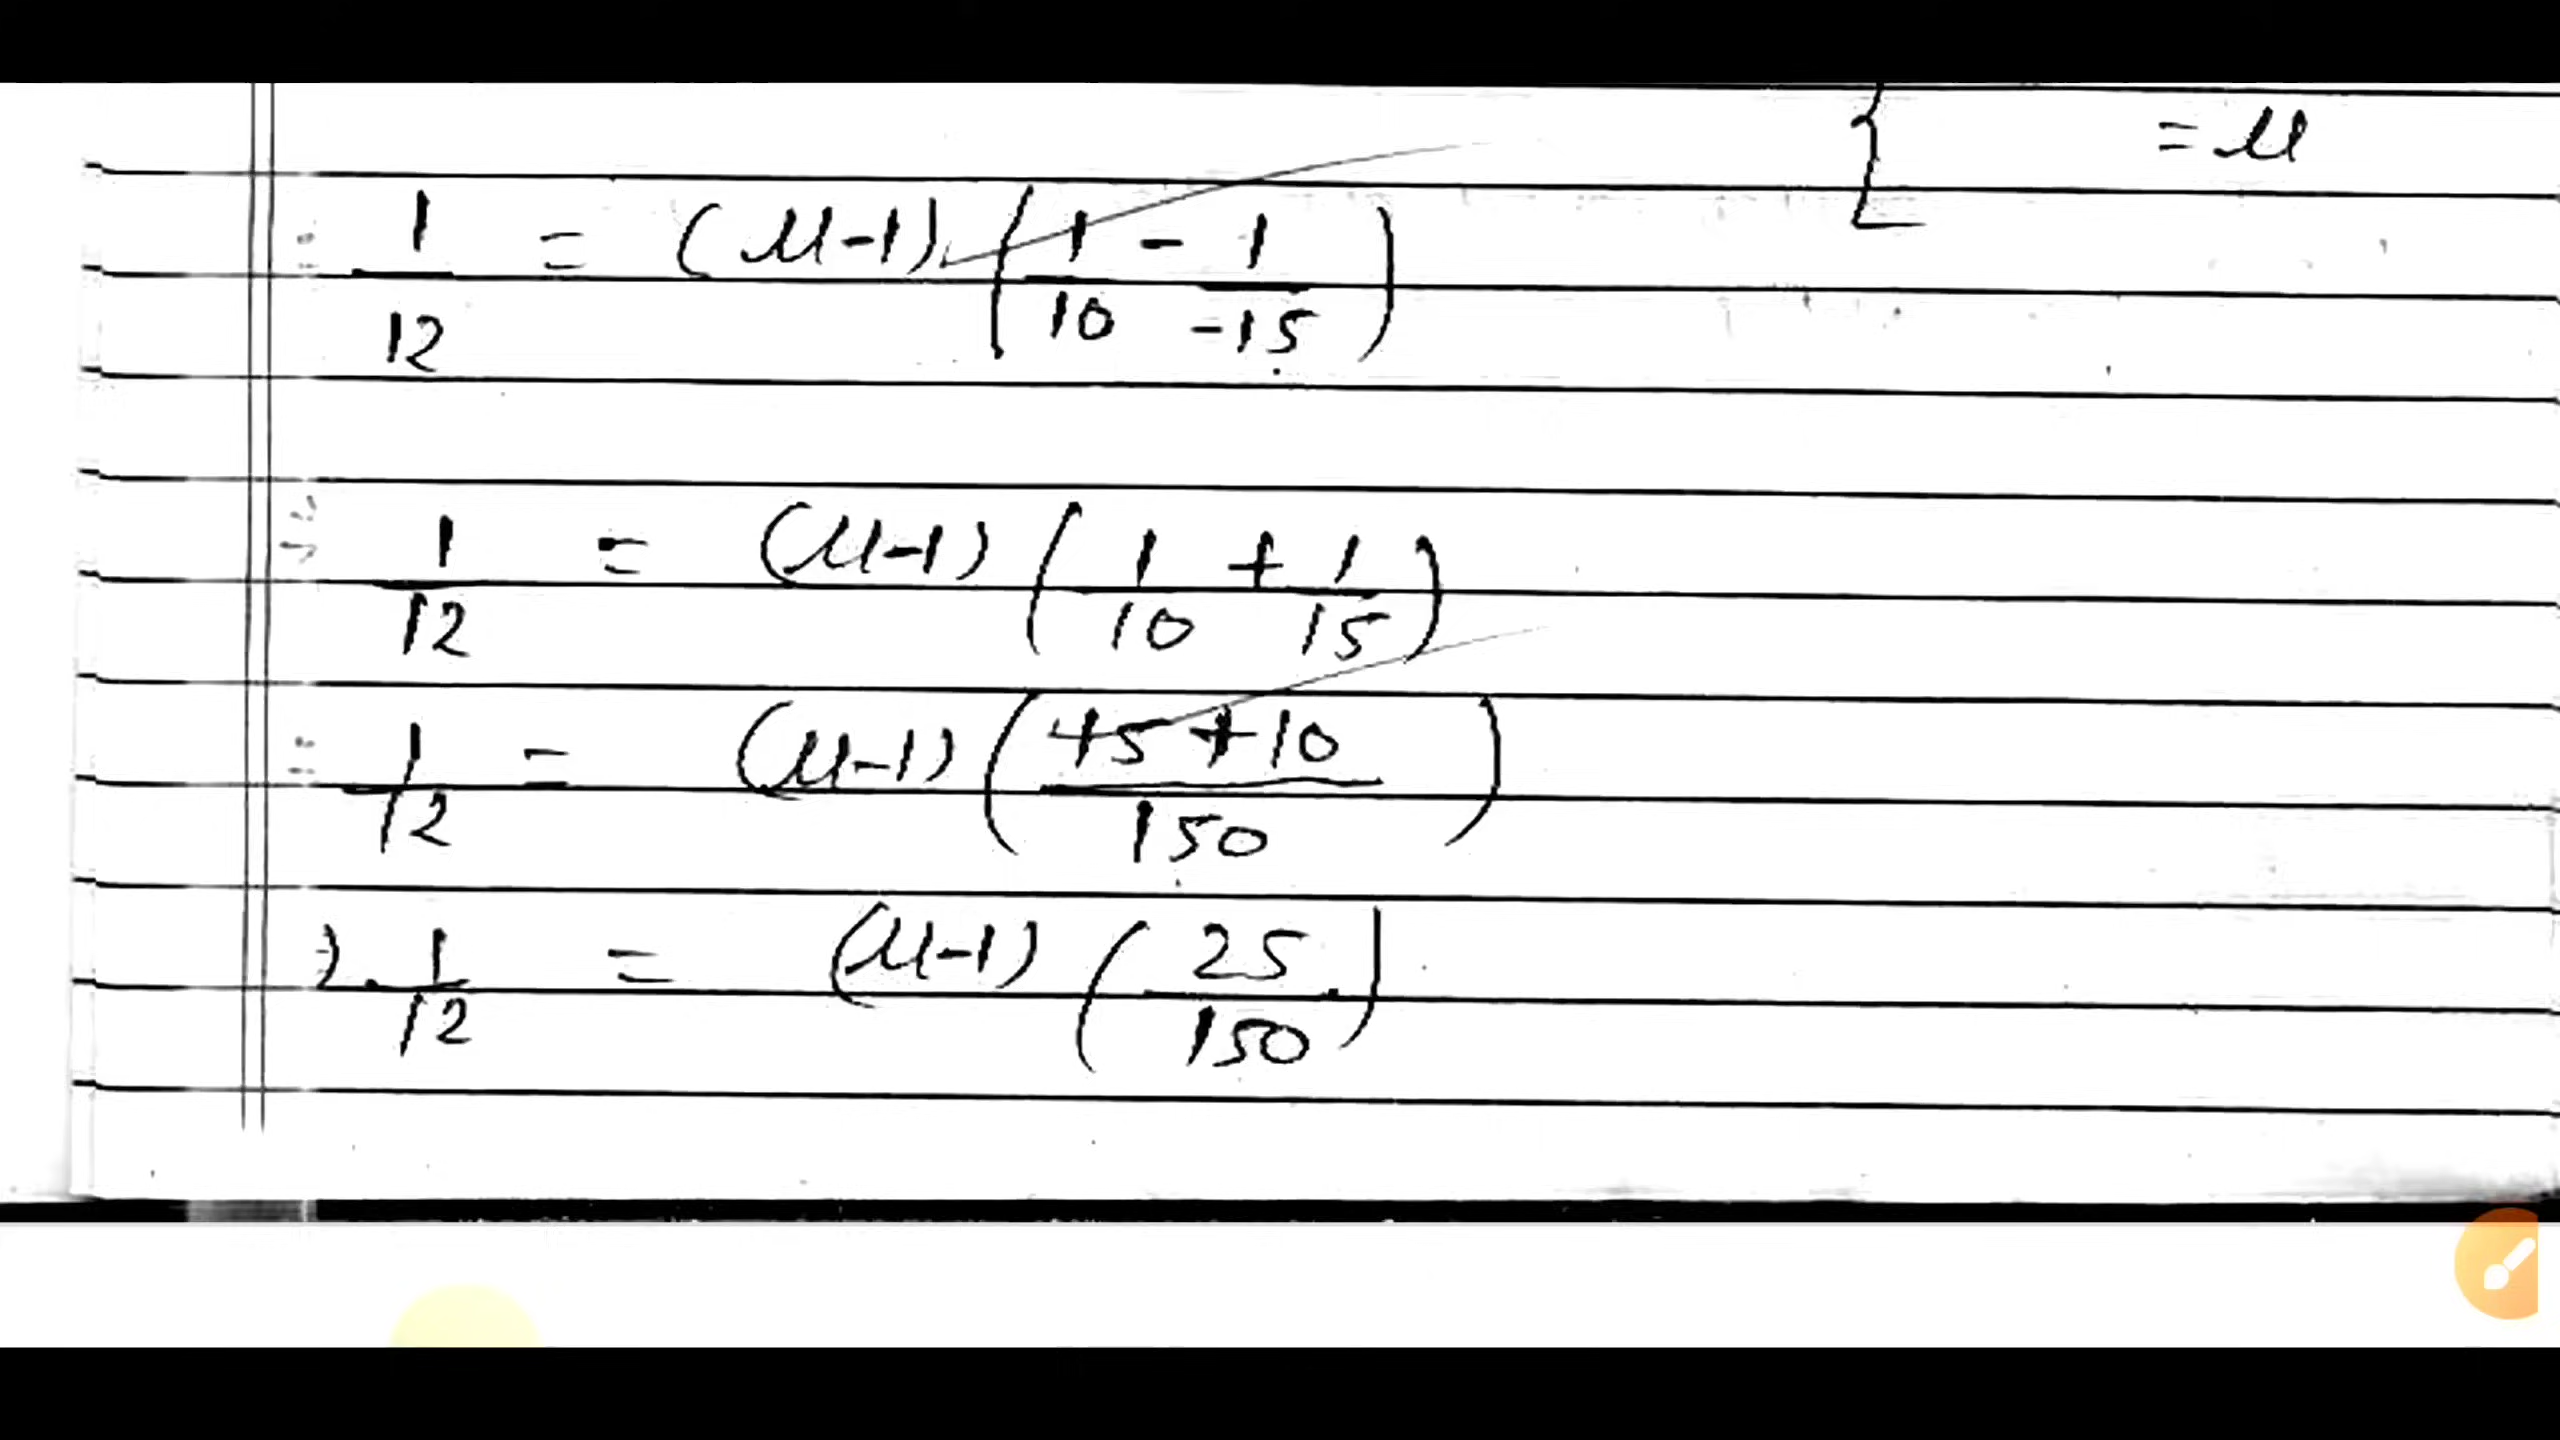 = μ
1/12 = (μ-1) (1/10 - 1/-15)
1/12 = (μ-1) (1/10 + 1/15)
1/12 = (μ-1) (+5+10/150)
1/12 = (μ-1) (25/150)